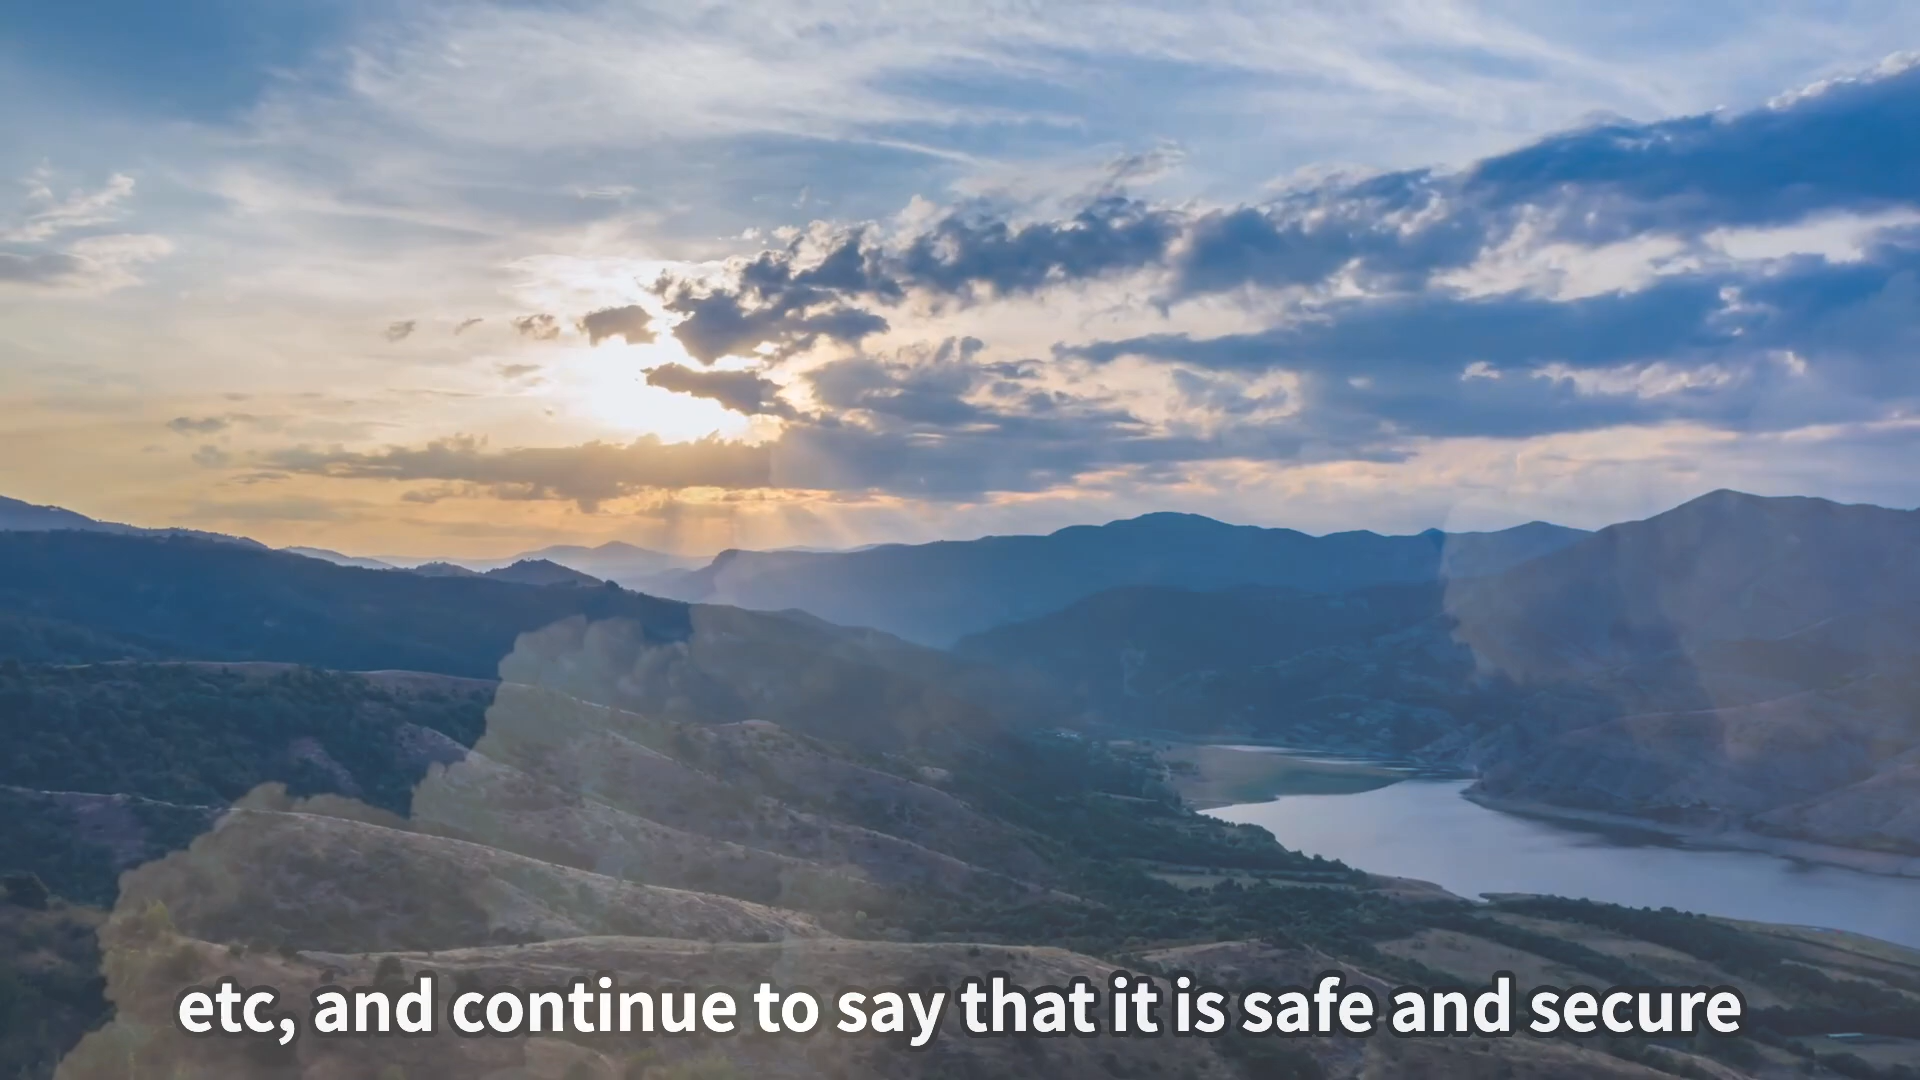 etc, and continue to say that it is safe and secure